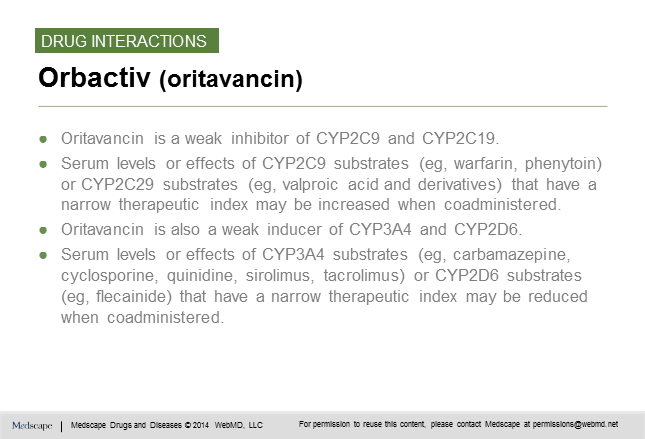 DRUG INTERACTIONS
Orbactiv (oritavancin)
● Oritavancin is a weak inhibitor of CYP2C9 and CYP2C19.
● Serum levels or effects of CYP2C9 substrates (eg, warfarin, phenytoin)
or CYP2C29 substrates (eg, valproic acid and derivatives) that have a
narrow therapeutic index may be increased when coadministered.
● Oritavancin is also a weak inducer of CYP3A4 and CYP2D6.
● Serum levels or effects of CYP3A4 substrates (eg, carbamazepine,
cyclosporine, quinidine, sirolimus, tacrolimus) or CYP2D6 substrates
(eg, flecainide) that have a narrow therapeutic index may be reduced
when coadministered.
Medscape | Medscape Drugs and Diseases © 2014 WebMD, LLC For permission to reuse this content, please contact Medscape at permissions@webmd.net